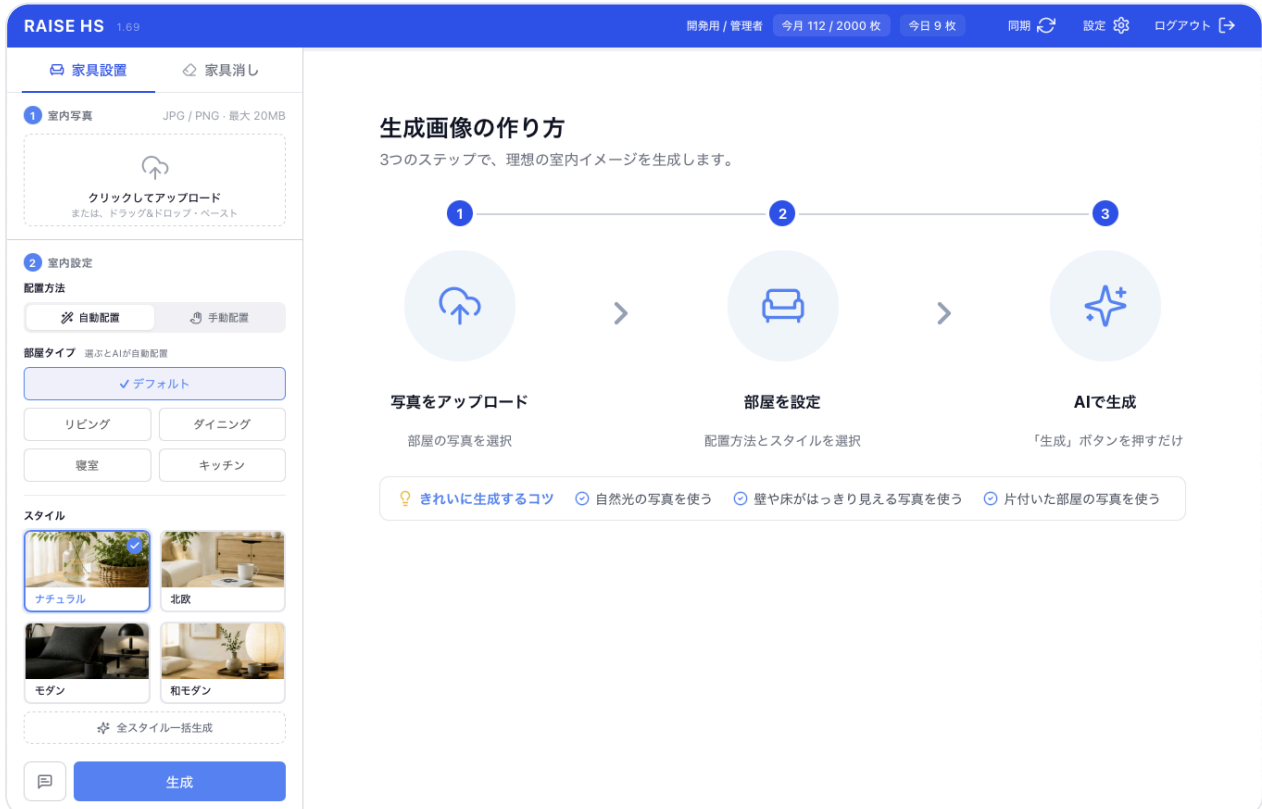 RAISE HS 1.69
開発用 / 管理者 今月 112 / 2000 枚 今日 9 枚 同期 設定 ログアウト
家具設置 家具消し
1 室内写真 JPG / PNG · 最大 20MB
クリックしてアップロード
または、ドラッグ&ドロップ・ペースト
2 室内設定
配置方法
自動配置 手動配置
部屋タイプ 選ぶとAIが自動配置
デフォルト
リビング ダイニング
寝室 キッチン
スタイル
ナチュラル 北欧
モダン 和モダン
全スタイル一括生成
生成
生成画像の作り方
3つのステップで、理想の室内イメージを生成します。
1 2 3
写真をアップロード 部屋を設定 AIで生成
部屋の写真を選択 配置方法とスタイルを選択 「生成」ボタンを押すだけ
きれいに生成するコツ 自然光の写真を使う 壁や床がはっきり見える写真を使う 片付いた部屋の写真を使う